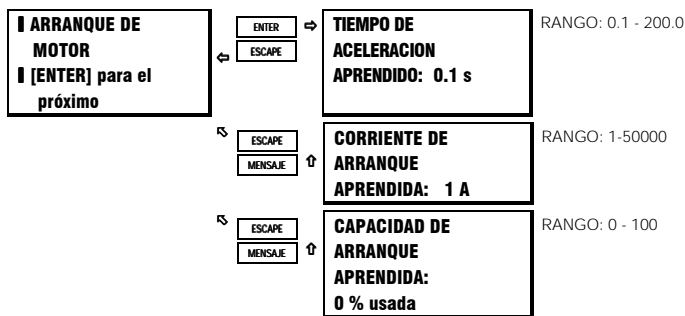 ▌ARRANQUE DE
MOTOR
▌[ENTER] para el
próximo
ENTER ⇨
⇦ ESCAPE
TIEMPO DE
ACELERACION
APRENDIDO: 0.1 s
RANGO: 0.1 - 200.0
ESCAPE
MENSAJE ⇧
CORRIENTE DE
ARRANQUE
APRENDIDA: 1 A
RANGO: 1-50000
ESCAPE
MENSAJE ⇧
CAPACIDAD DE
ARRANQUE
APRENDIDA:
0 % usada
RANGO: 0 - 100